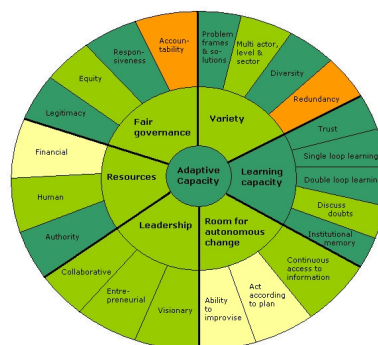 Respon-
siveness
Accoun-
tability
Problem
frames & so-
lutions
Multi actor,
level &
sector
Diversity
Redundancy
Equity
Legitimacy
Fair
governance
Variety
Trust
Single loop learning
Double loop learning
Discuss
doubts
Institutional
memory
Financial
Human
Authority
Resources
Adaptive
Capacity
Learning
capacity
Leadership
Room for
autonomous
change
Continuous
access to
information
Collaborative
Entre-
preneurial
Visionary
Ability
to
improvise
Act
according
to plan